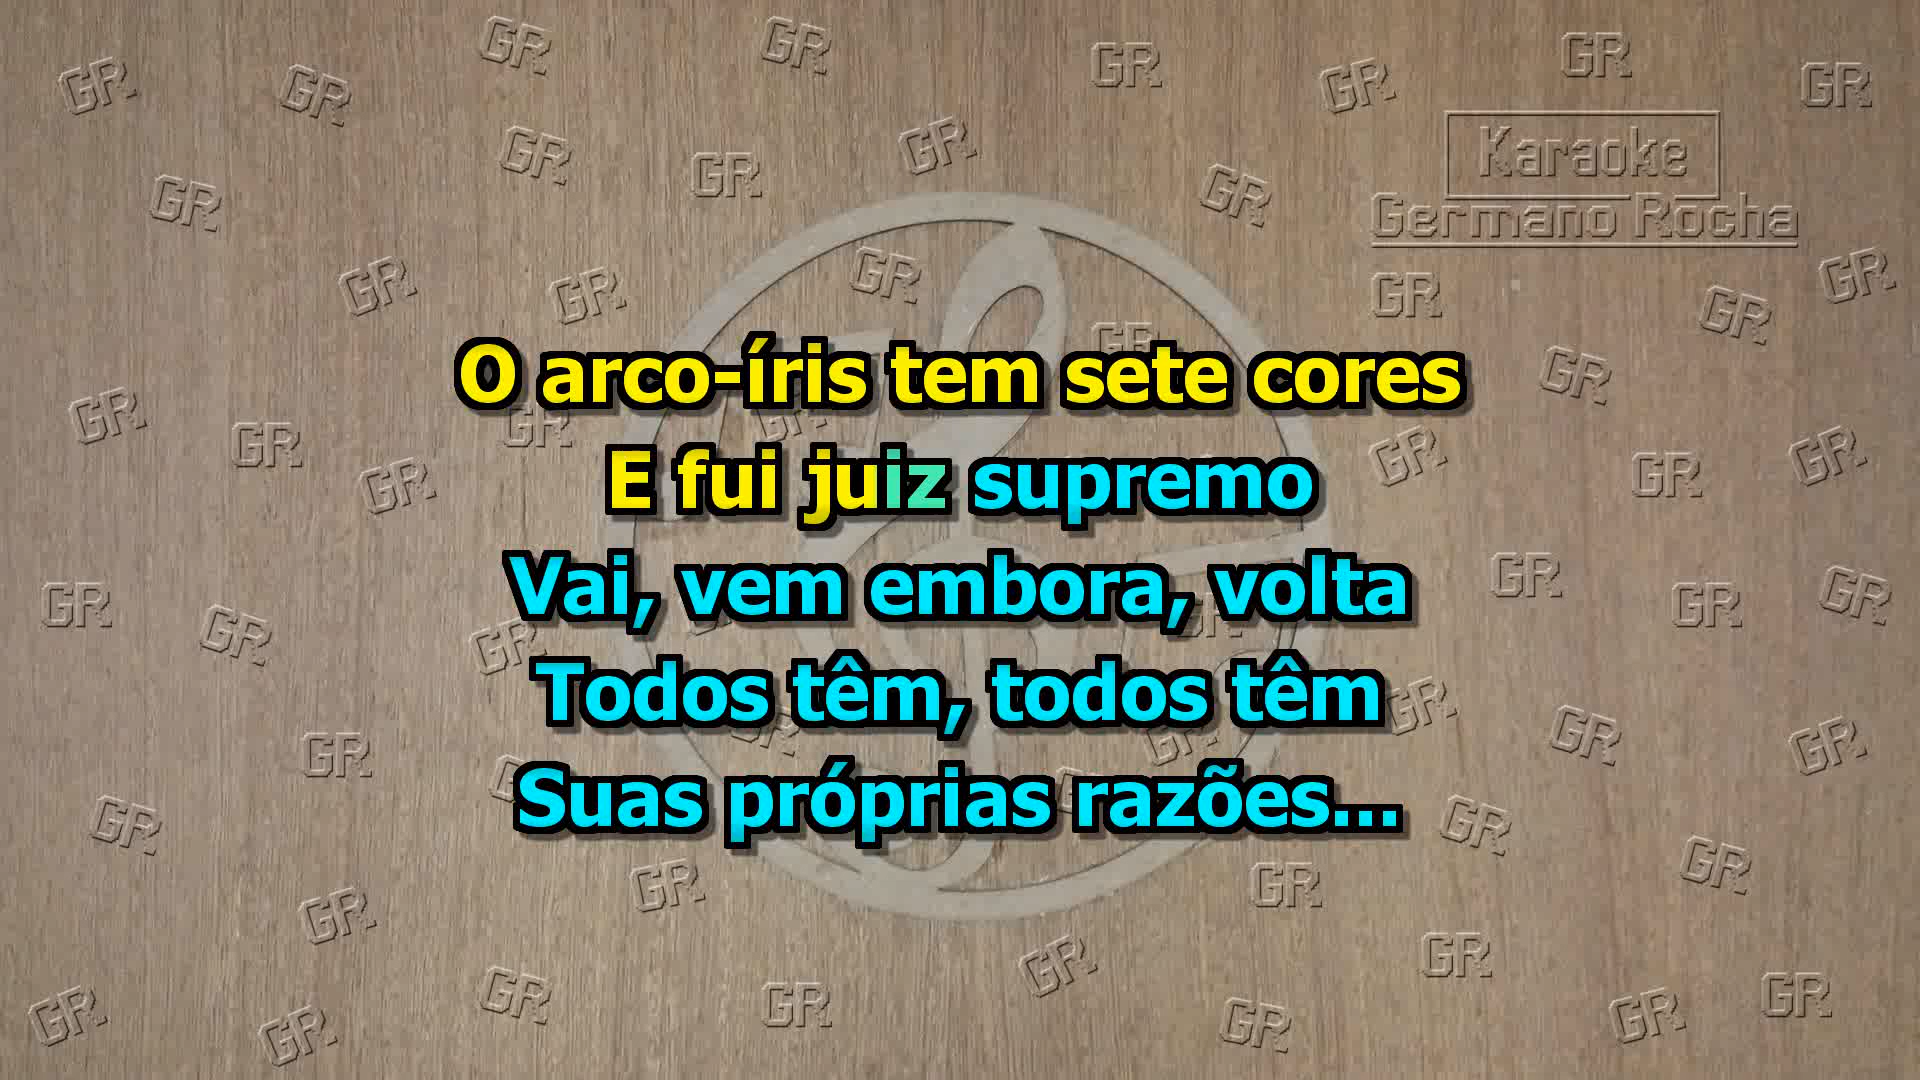 Karaoke
Germano Rocha
O arco-íris tem sete cores
E fui juiz supremo
Vai, vem embora, volta
Todos têm, todos têm
Suas próprias razões...
GR